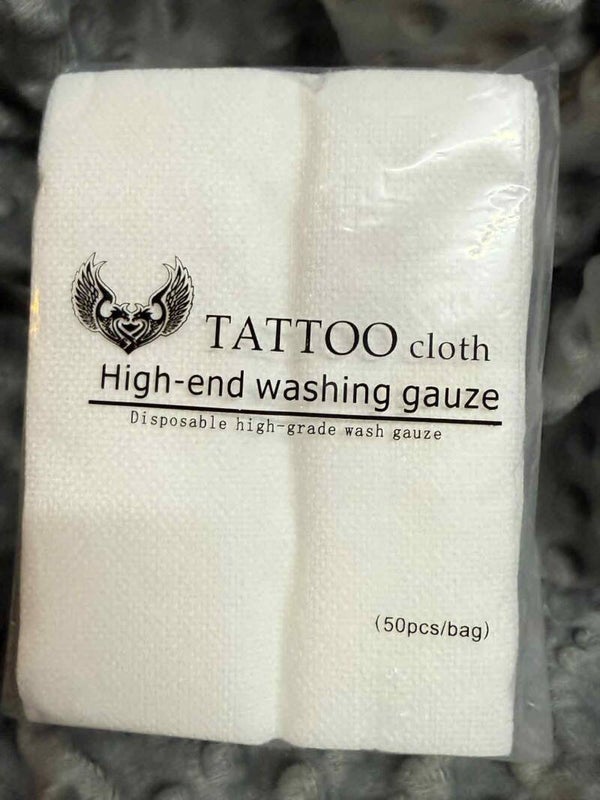 TATTOO cloth
High-end washing gauze
Disposable high-grade wash gauze
(50pcs/bag)